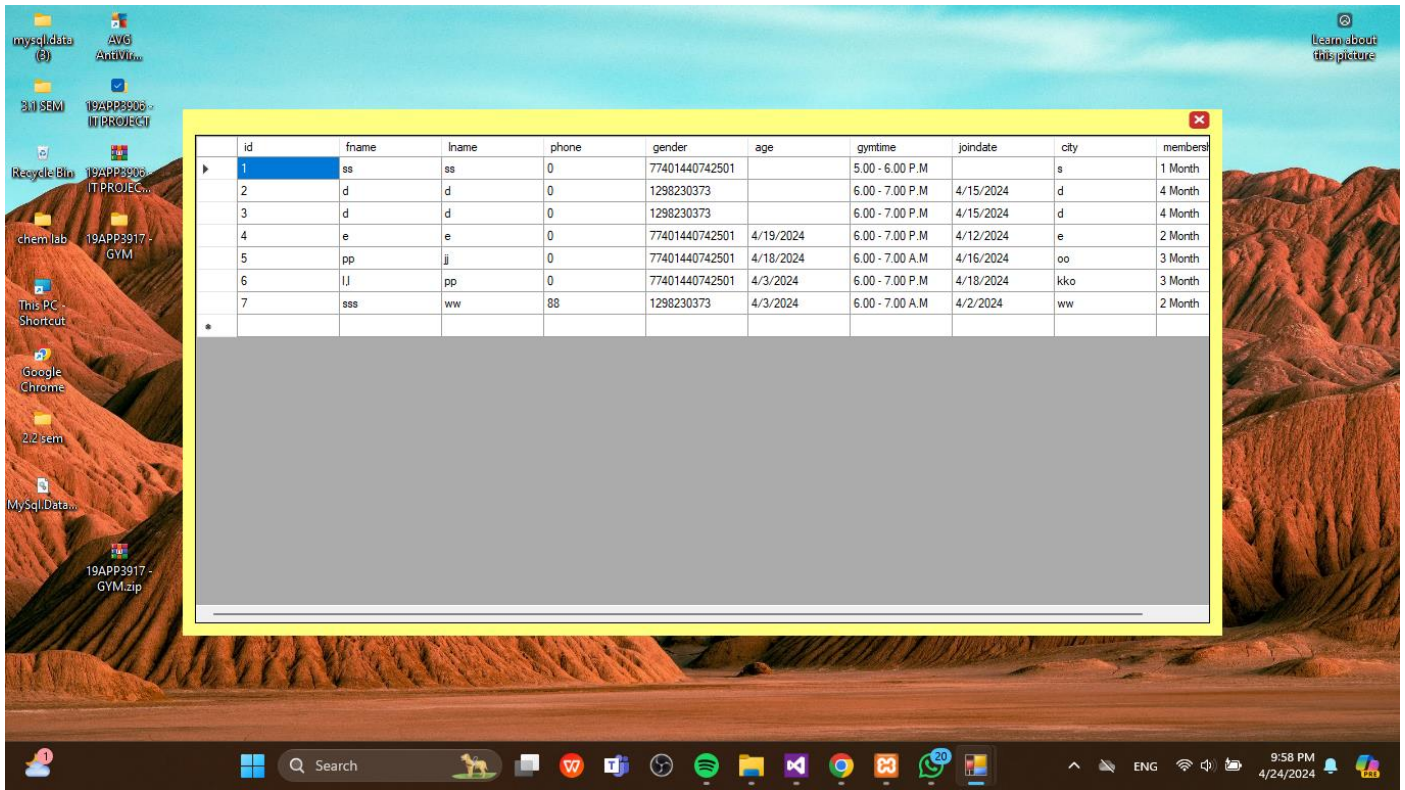 mysql.data
(3)
AVG
AntiVir...
Learn about
this picture
3.1 SEM
19APP3906 -
IT PROJECT
Recycle Bin
19APP3906 -
IT PROJEC...
chem lab
19APP3917 -
GYM
This PC -
Shortcut
Google
Chrome
2.2 sem
MySql.Data...
19APP3917 -
GYM.zip
id fname lname phone gender age gymtime joindate city membersh
1 ss ss 0 77401440742501 5.00 - 6.00 P.M s 1 Month
2 d d 0 1298230373 6.00 - 7.00 P.M 4/15/2024 d 4 Month
3 d d 0 1298230373 6.00 - 7.00 P.M 4/15/2024 d 4 Month
4 e e 0 77401440742501 4/19/2024 6.00 - 7.00 P.M 4/12/2024 e 2 Month
5 pp jj 0 77401440742501 4/18/2024 6.00 - 7.00 A.M 4/16/2024 oo 3 Month
6 pp 0 77401440742501 4/3/2024 6.00 - 7.00 P.M 4/18/2024 kko 3 Month
7 sss ww 88 1298230373 4/3/2024 6.00 - 7.00 A.M 4/2/2024 ww 2 Month
1
Search
20
ENG
9:58 PM
4/24/2024
PRE